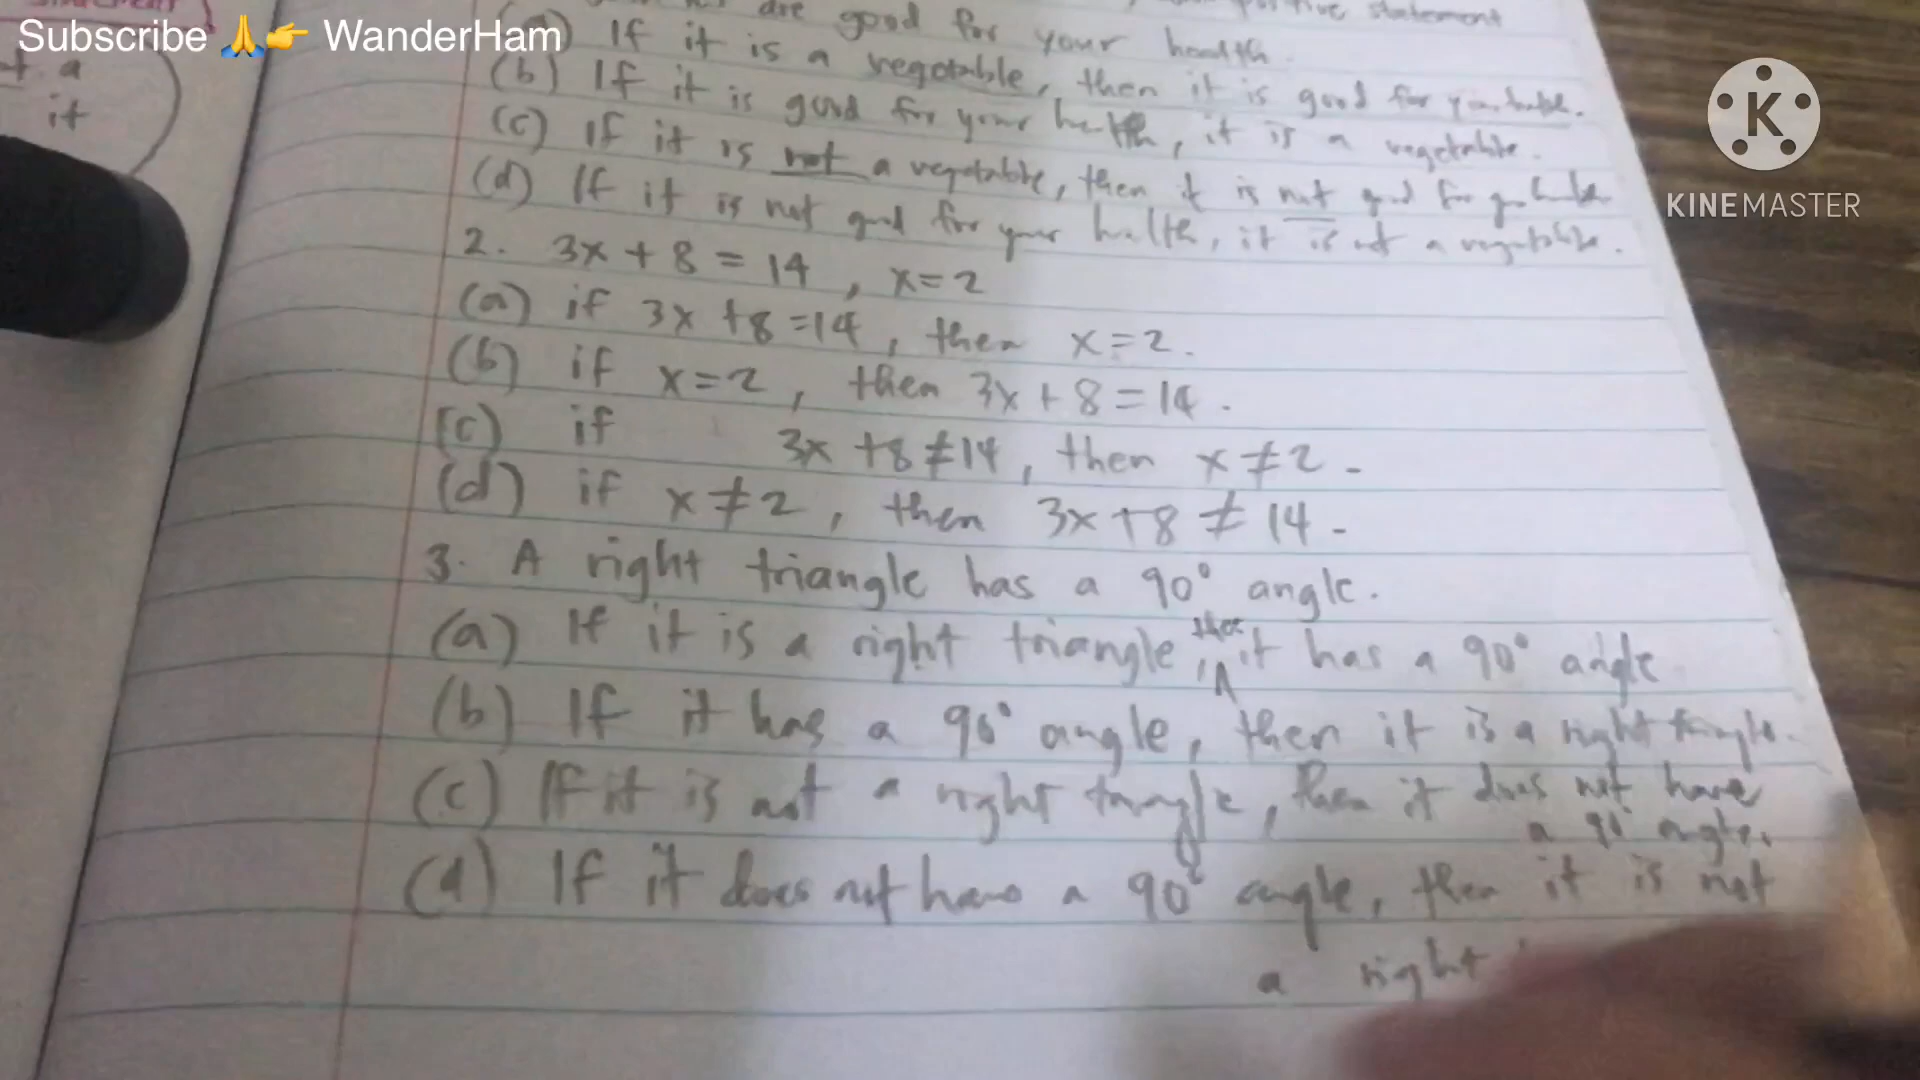 Subscribe 🙏👉 WanderHam
KINEMASTER
K
statement
are good for your health.
(a) If it is a vegetable, then it is good for your health.
(b) If it is good for your health, it is a vegetable.
(c) If it is not a vegetable, then it is not good for
(d) If it is not good for your health, it is not a vegetable.
2. 3x + 8 = 14, x = 2
(a) if 3x + 8 = 14, then x = 2.
(b) if x = 2, then 3x + 8 = 14.
(c) if 3x + 8 ≠ 14, then x ≠ 2.
(d) if x ≠ 2, then 3x + 8 ≠ 14.
3. A right triangle has a 90° angle.
(a) If it is a right triangle, then it has a 90° angle
(b) If it has a 90° angle, then it is a right triangle.
(c) If it is not a right triangle, then it does not have
a 90° angle.
(d) If it does not have a 90° angle, then it is not
a right
t a
it